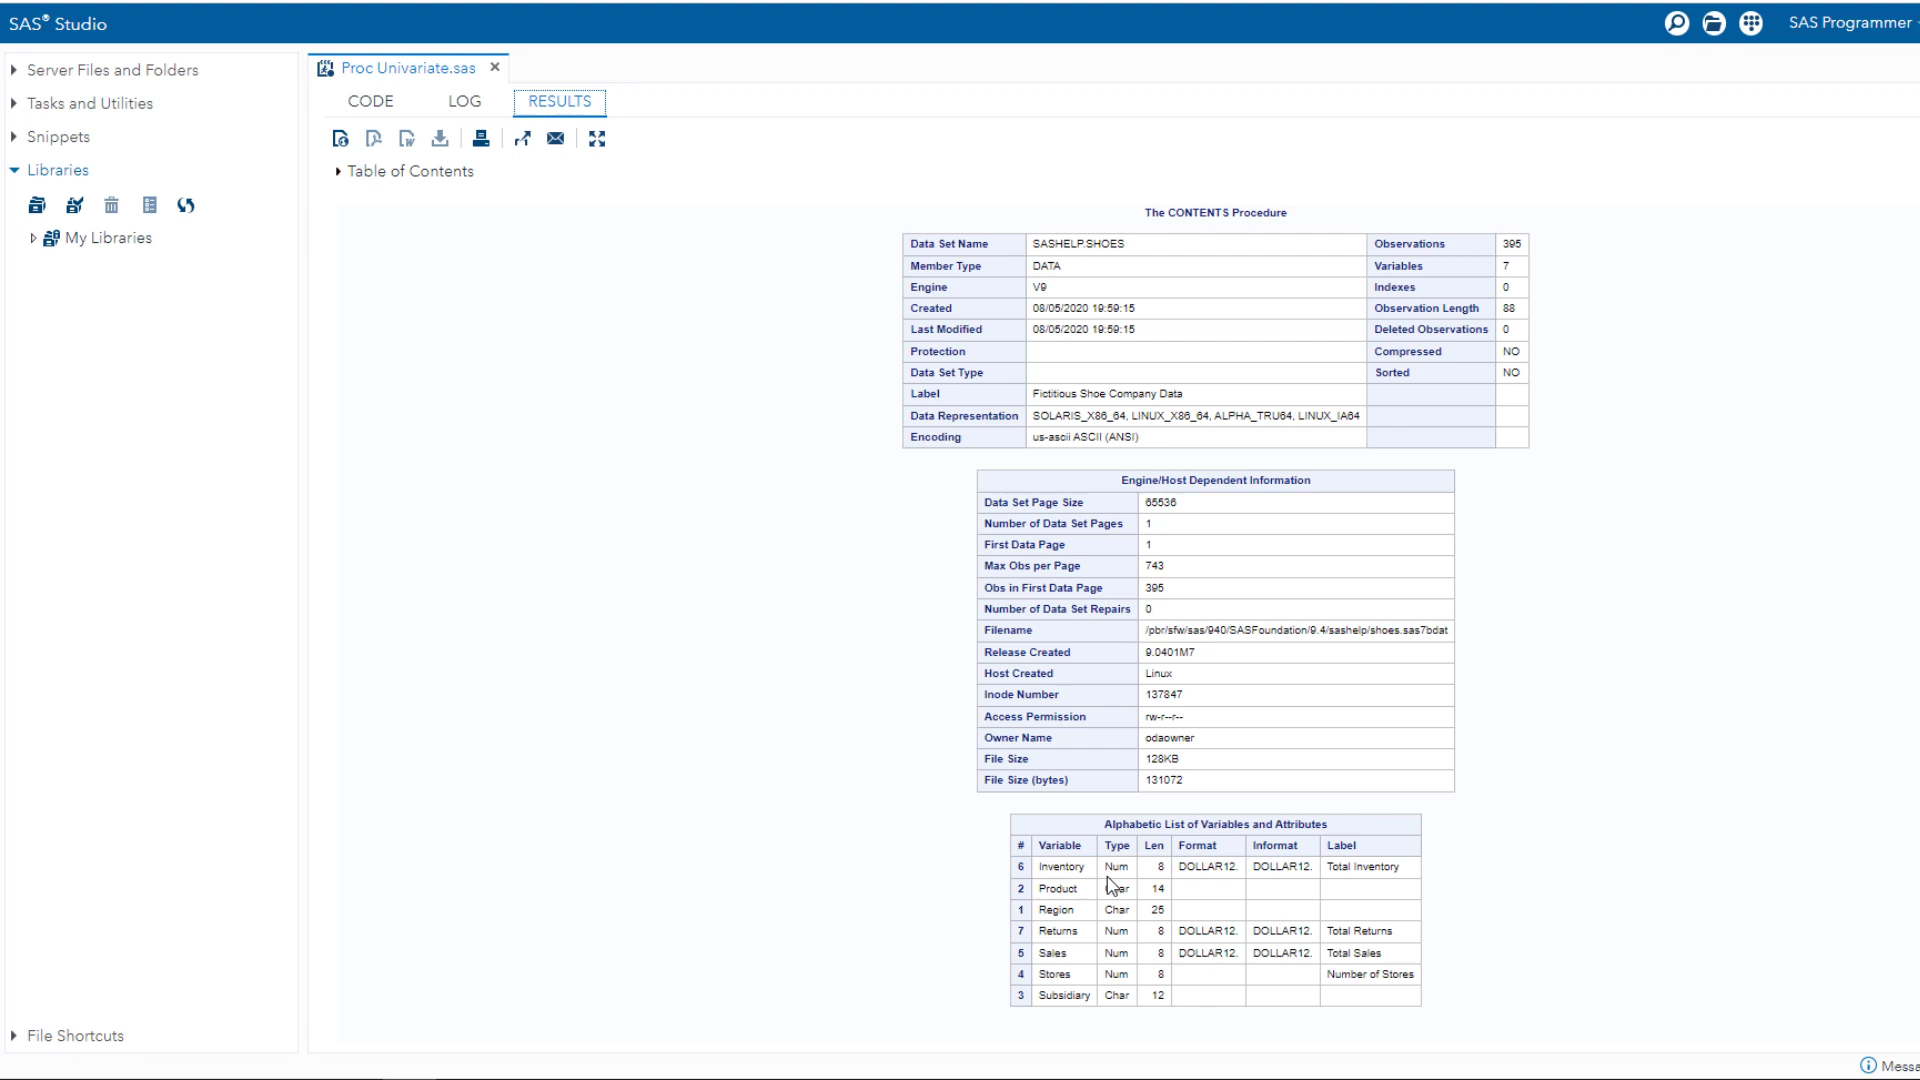 SAS® Studio
SAS Programmer
Server Files and Folders
Tasks and Utilities
Snippets
Libraries
My Libraries
File Shortcuts
Proc Univariate.sas
CODE LOG RESULTS
Table of Contents
The CONTENTS Procedure
Data Set Name SASHELP.SHOES Observations 395
Member Type DATA Variables 7
Engine V9 Indexes 0
Created 08/05/2020 19:59:15 Observation Length 88
Last Modified 08/05/2020 19:59:15 Deleted Observations 0
Protection Compressed NO
Data Set Type Sorted NO
Label Fictitious Shoe Company Data
Data Representation SOLARIS_X86_64, LINUX_X86_64, ALPHA_TRU64, LINUX_IA64
Encoding us-ascii ASCII (ANSI)
Engine/Host Dependent Information
Data Set Page Size 65536
Number of Data Set Pages 1
First Data Page 1
Max Obs per Page 743
Obs in First Data Page 395
Number of Data Set Repairs 0
Filename /pbr/sfw/sas/940/SASFoundation/9.4/sashelp/shoes.sas7bdat
Release Created 9.0401M7
Host Created Linux
Inode Number 137847
Access Permission rw-r--r--
Owner Name odaowner
File Size 128KB
File Size (bytes) 131072
Alphabetic List of Variables and Attributes
# Variable Type Len Format Informat Label
6 Inventory Num 8 DOLLAR12. DOLLAR12. Total Inventory
2 Product 14
1 Region Char 25
7 Returns Num 8 DOLLAR12. DOLLAR12. Total Returns
5 Sales Num 8 DOLLAR12. DOLLAR12. Total Sales
4 Stores Num 8 Number of Stores
3 Subsidiary Char 12